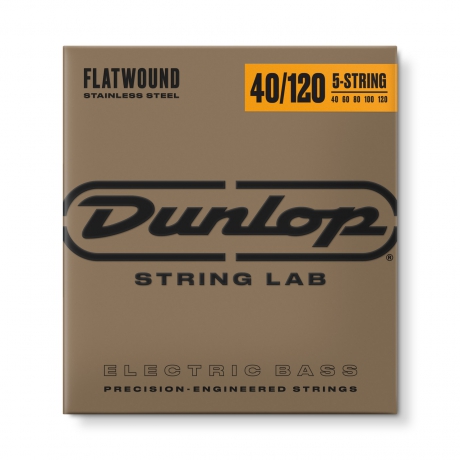 FLATWOUND
STAINLESS STEEL
40/120
5-STRING
40 60 80 100 120
Dunlop®
STRING LAB
ELECTRIC BASS
PRECISION-ENGINEERED STRINGS